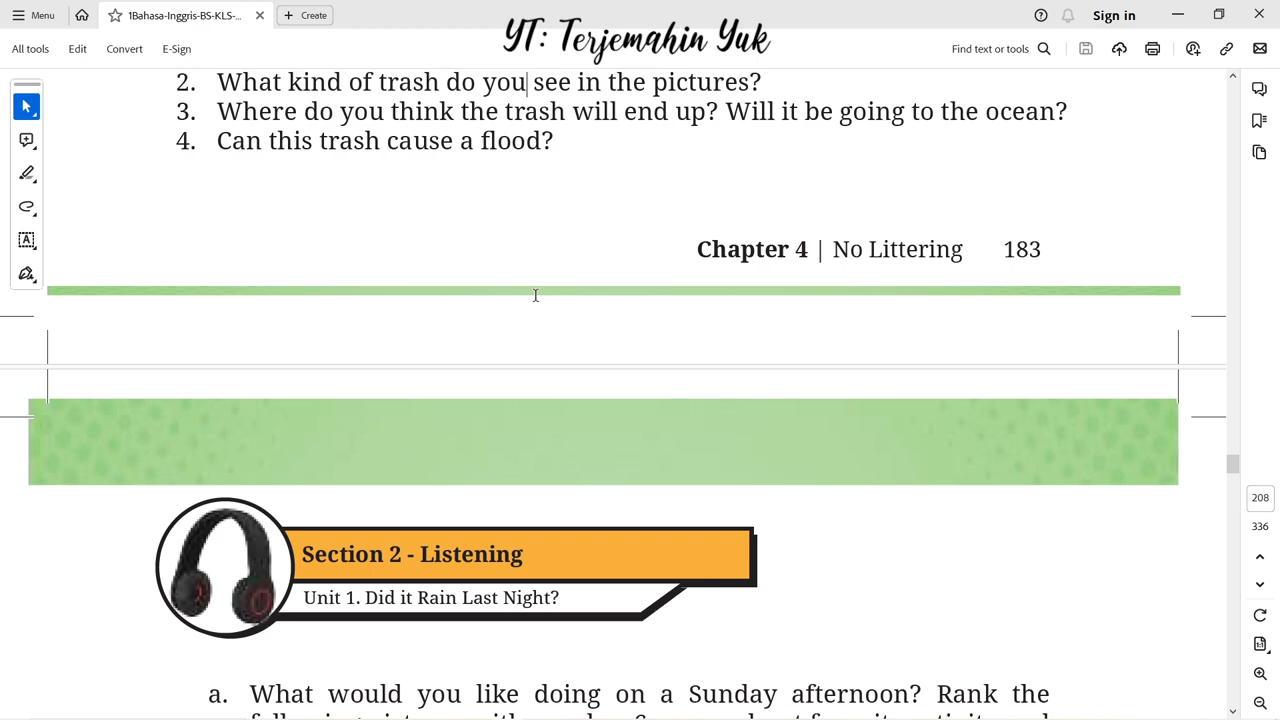 Menu
1Bahasa-Inggris-BS-KLS-...
Create
YT: Terjemahin Yuk
Sign in
All tools Edit Convert E-Sign
Find text or tools
2. What kind of trash do you see in the pictures?
3. Where do you think the trash will end up? Will it be going to the ocean?
4. Can this trash cause a flood?
Chapter 4 | No Littering 183
208
336
Section 2 - Listening
Unit 1. Did it Rain Last Night?
a. What would you like doing on a Sunday afternoon? Rank the